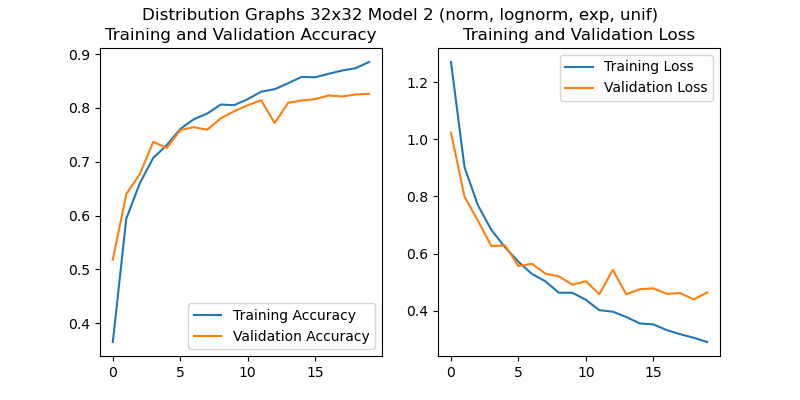 Distribution Graphs 32x32 Model 2 (norm, lognorm, exp, unif)
Training and Validation Accuracy
0.9
0.8
0.7
0.6
0.5
0.4
0 5 10 15
Training Accuracy
Validation Accuracy
Training and Validation Loss
1.2
1.0
0.8
0.6
0.4
0 5 10 15
Training Loss
Validation Loss